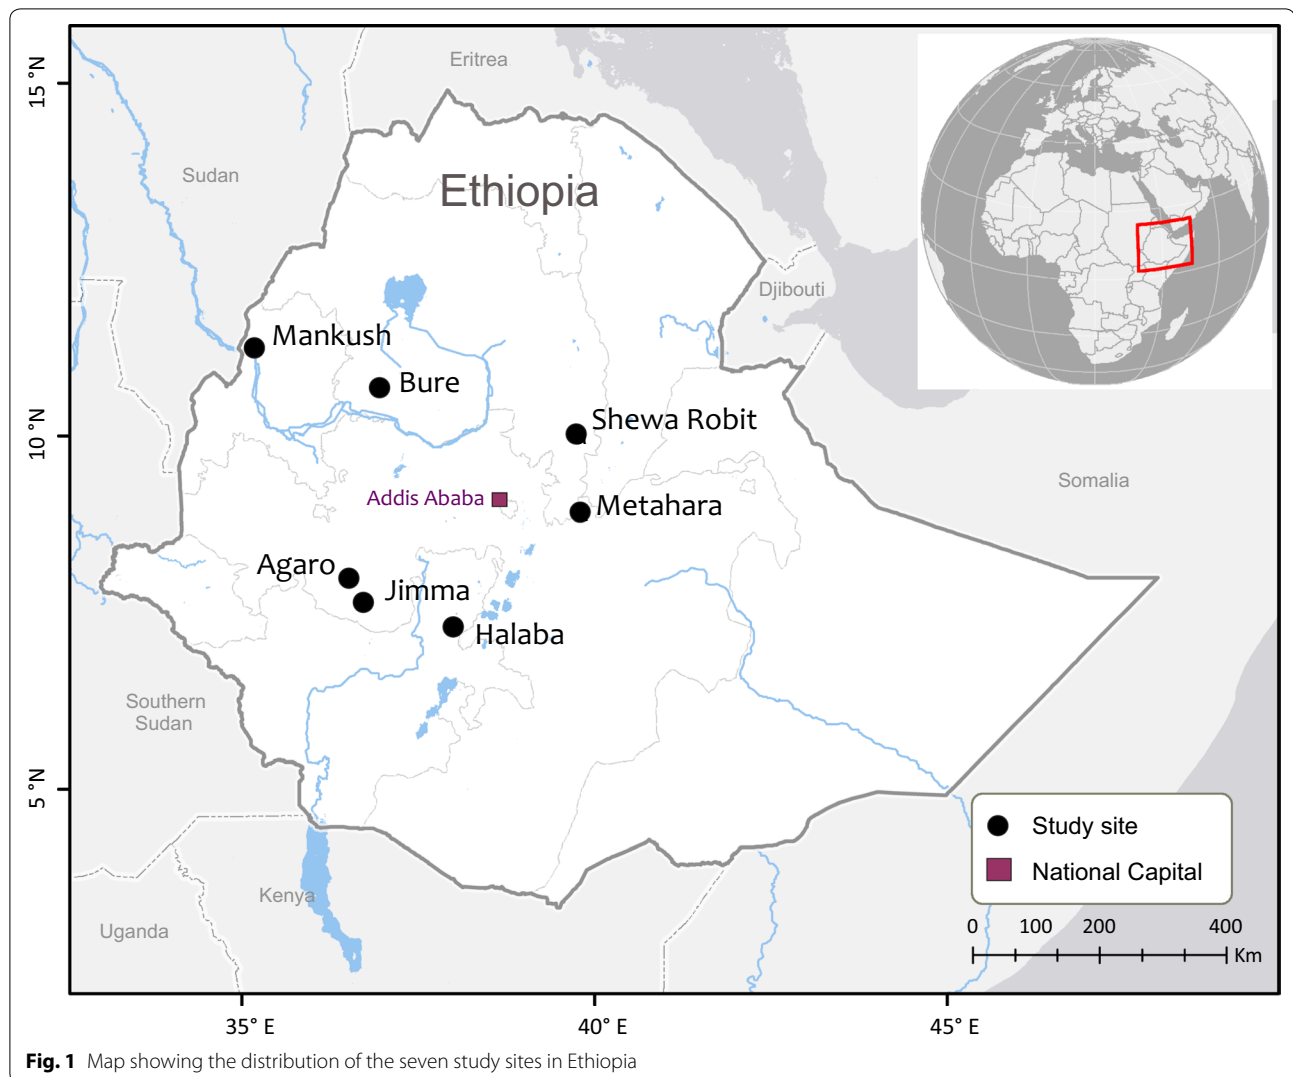 Eritrea
15 °N
Sudan
Ethiopia
Djibouti
Mankush
Bure
Shewa Robit
10 °N
Somalia
Addis Ababa
Metahara
Agaro
Jimma
Halaba
Southern
Sudan
5 °N
Study site
National Capital
Kenya
Uganda
0 100 200 400
Km
35° E 40° E 45° E
Fig. 1 Map showing the distribution of the seven study sites in Ethiopia